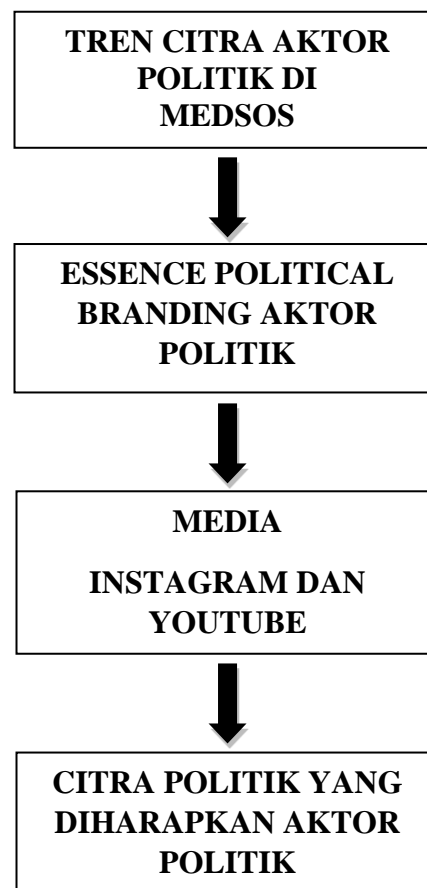 TREN CITRA AKTOR
POLITIK DI
MEDSOS
ESSENCE POLITICAL
BRANDING AKTOR
POLITIK
MEDIA
INSTAGRAM DAN
YOUTUBE
CITRA POLITIK YANG
DIHARAPKAN AKTOR
POLITIK